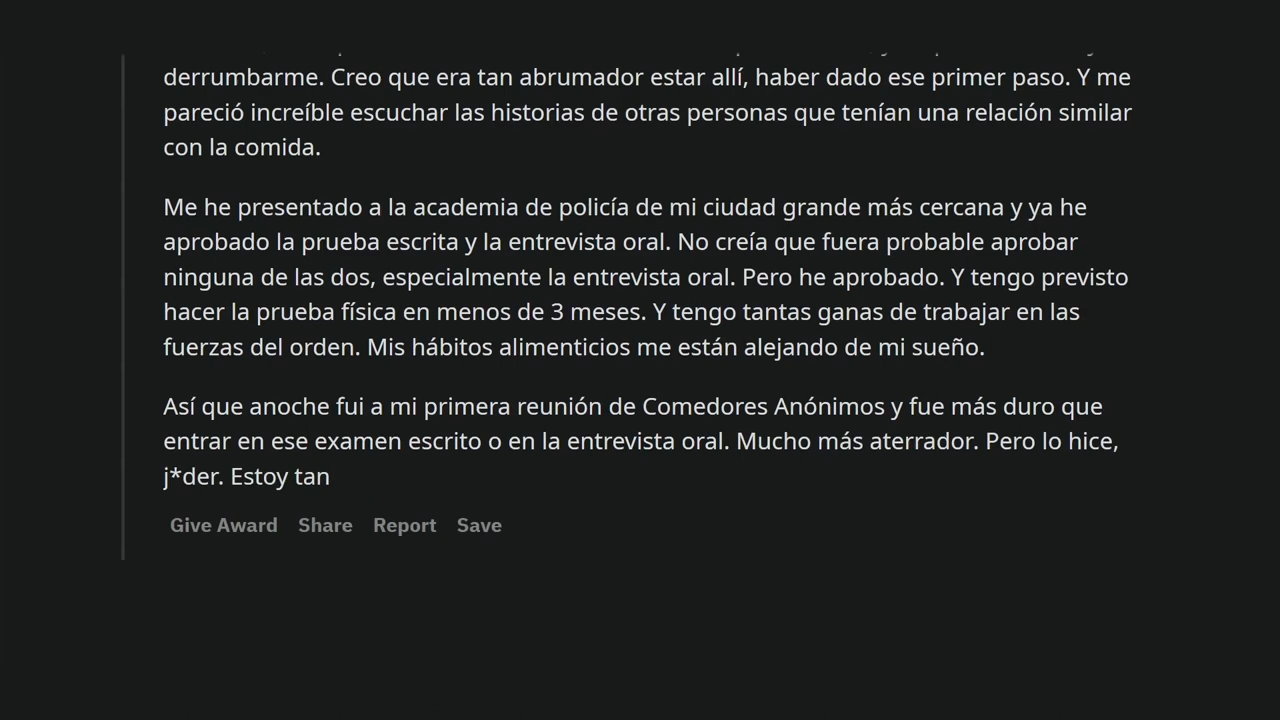 derrumbarme. Creo que era tan abrumador estar allí, haber dado ese primer paso. Y me
pareció increíble escuchar las historias de otras personas que tenían una relación similar
con la comida.
Me he presentado a la academia de policía de mi ciudad grande más cercana y ya he
aprobado la prueba escrita y la entrevista oral. No creía que fuera probable aprobar
ninguna de las dos, especialmente la entrevista oral. Pero he aprobado. Y tengo previsto
hacer la prueba física en menos de 3 meses. Y tengo tantas ganas de trabajar en las
fuerzas del orden. Mis hábitos alimenticios me están alejando de mi sueño.
Así que anoche fui a mi primera reunión de Comedores Anónimos y fue más duro que
entrar en ese examen escrito o en la entrevista oral. Mucho más aterrador. Pero lo hice,
j*der. Estoy tan
Give Award Share Report Save